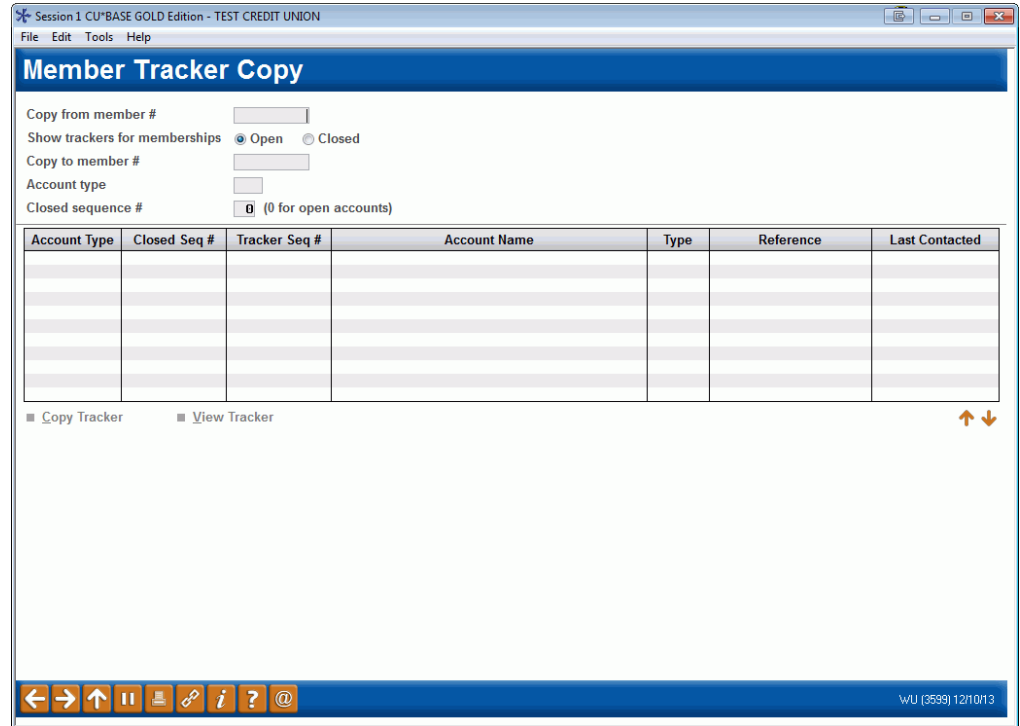 Session 1 CU*BASE GOLD Edition - TEST CREDIT UNION
File Edit Tools Help
Member Tracker Copy
Copy from member #
Show trackers for memberships Open Closed
Copy to member #
Account type
Closed sequence # 0 (0 for open accounts)
Account Type Closed Seq # Tracker Seq # Account Name Type Reference Last Contacted
Copy Tracker View Tracker
WU (3599) 12/10/13